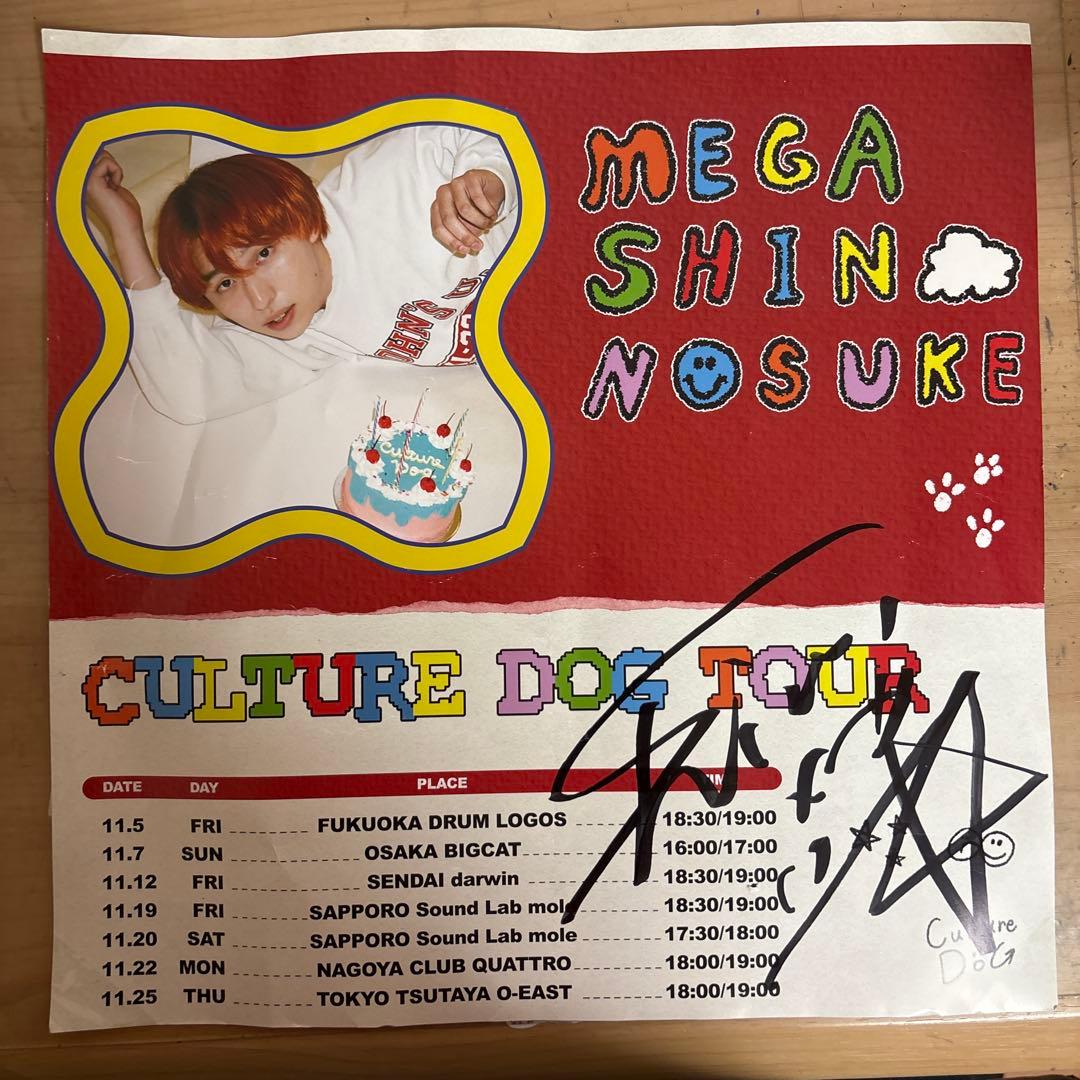 MEGA
SHIN
NOSUKE
Culture
Dog
CULTURE DOG TOUR
DATE DAY PLACE
11.5 FRI FUKUOKA DRUM LOGOS 18:30/19:00
11.7 SUN OSAKA BIGCAT 16:00/17:00
11.12 FRI SENDAI darwin 18:30/19:00
11.19 FRI SAPPORO Sound Lab mole 18:30/19:00
11.20 SAT SAPPORO Sound Lab mole 17:30/18:00
11.22 MON NAGOYA CLUB QUATTRO 18:00/19:00
11.25 THU TOKYO TSUTAYA O-EAST 18:00/19:00
Culture
DoG